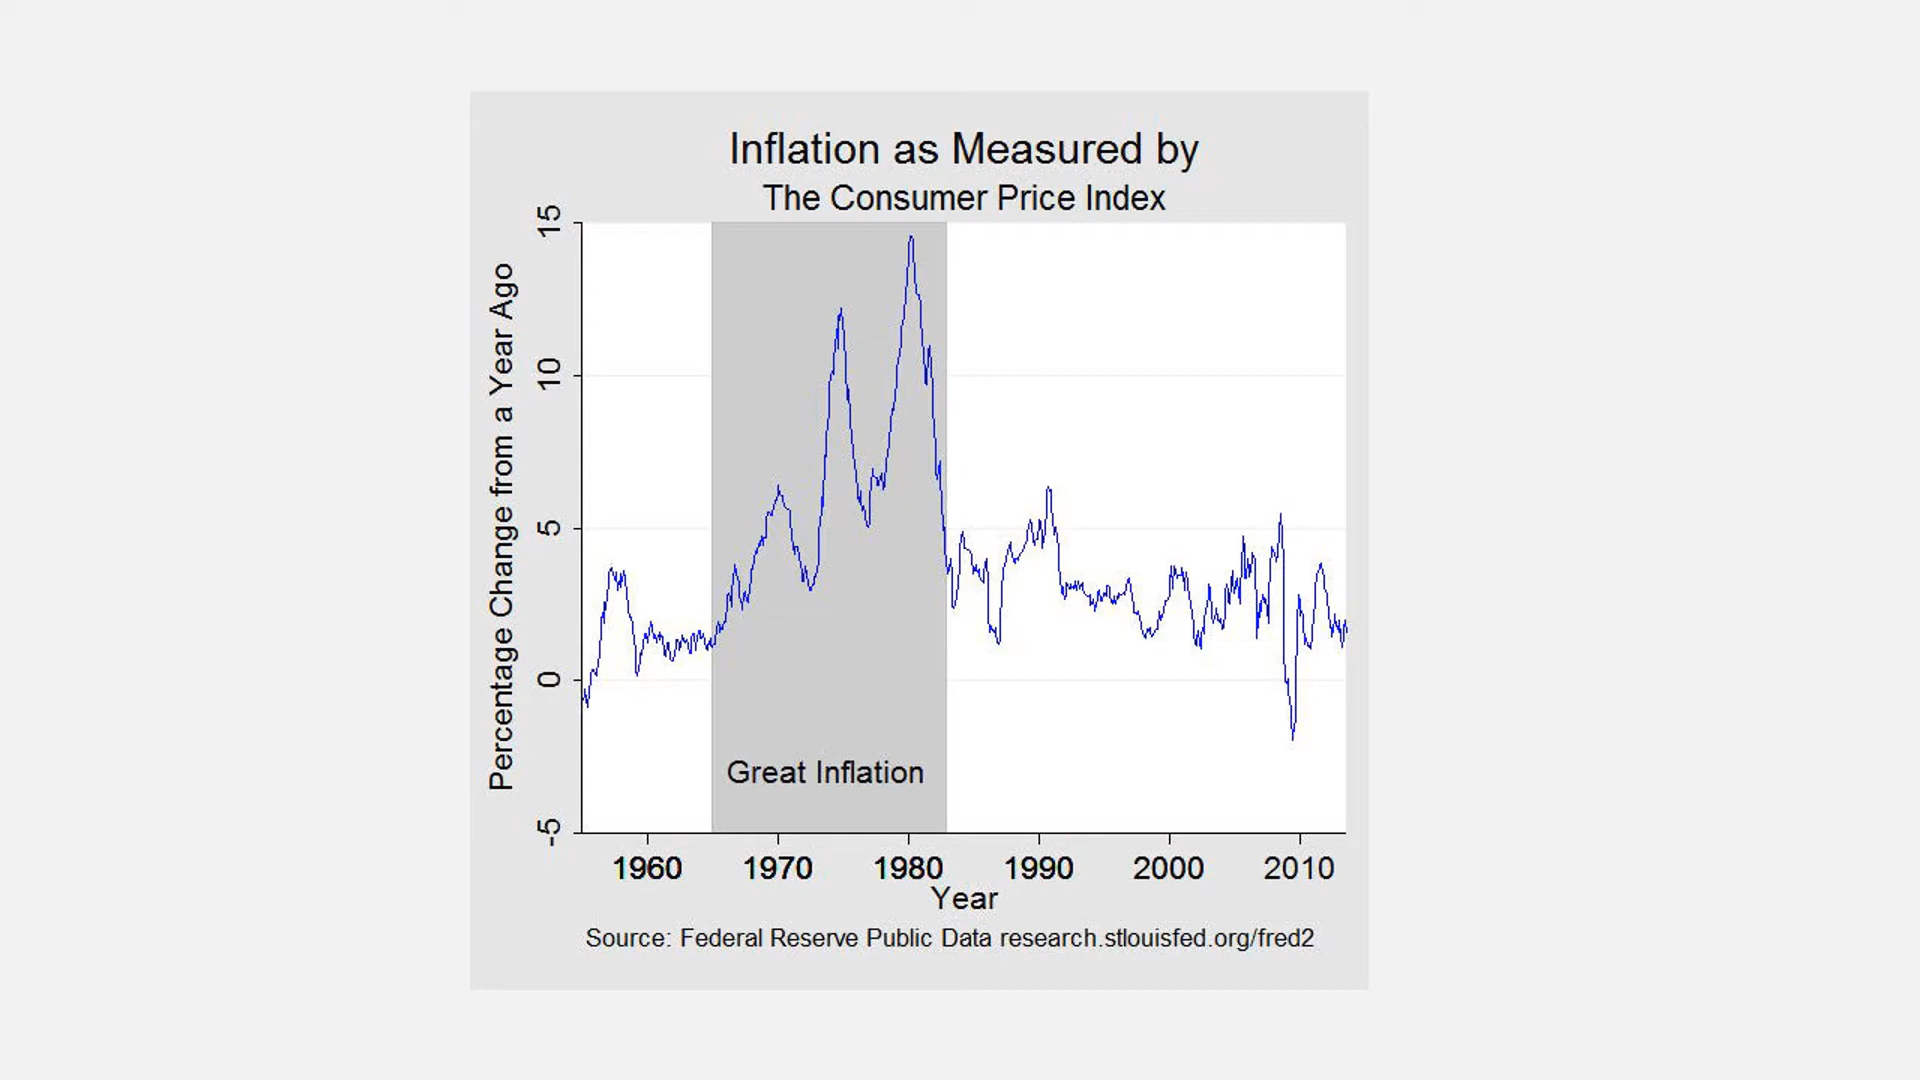 Inflation as Measured by
The Consumer Price Index
Percentage Change from a Year Ago
15
10
5
0
-5
Great Inflation
1960 1970 1980 1990 2000 2010
Year
Source: Federal Reserve Public Data research.stlouisfed.org/fred2